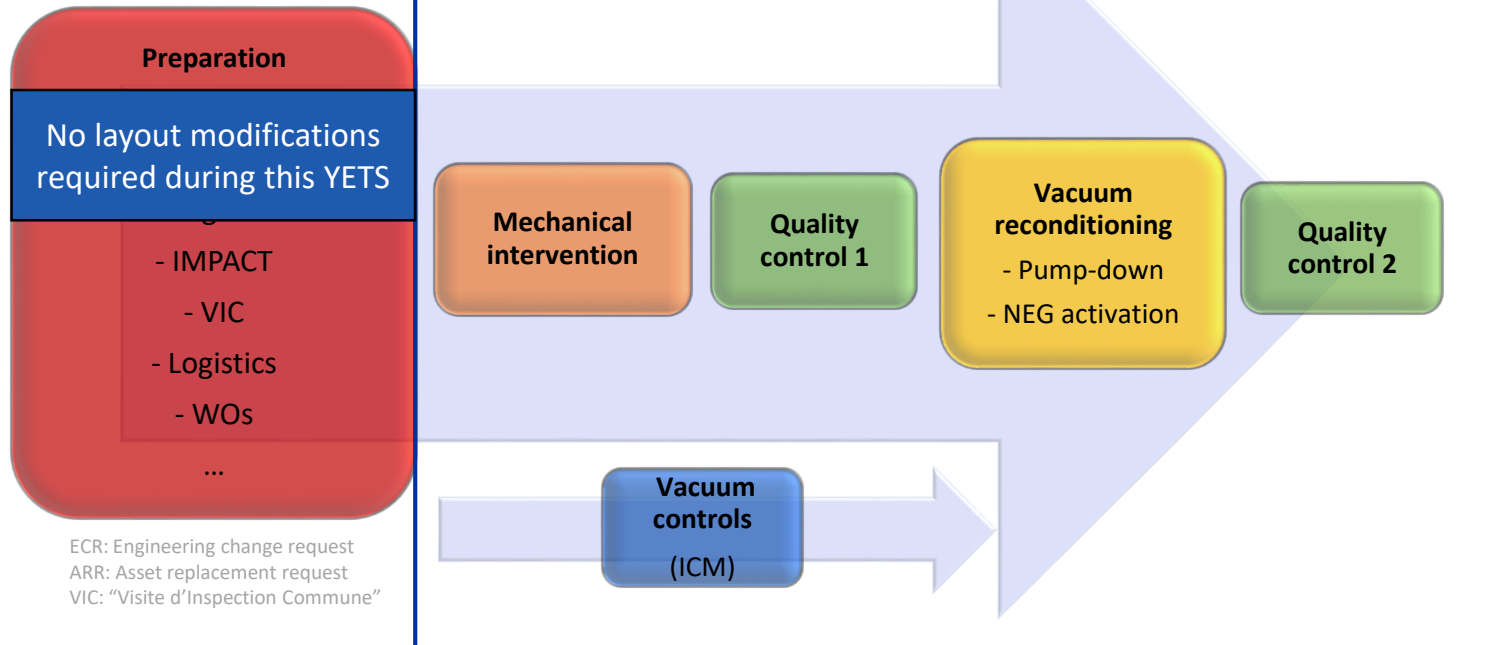 Preparation
No layout modifications
required during this YETS
- IMPACT
- VIC
- Logistics
- WOs
...
ECR: Engineering change request
ARR: Asset replacement request
VIC: “Visite d’Inspection Commune”
Mechanical
intervention
Quality
control 1
Vacuum
reconditioning
- Pump-down
- NEG activation
Quality
control 2
Vacuum
controls
(ICM)